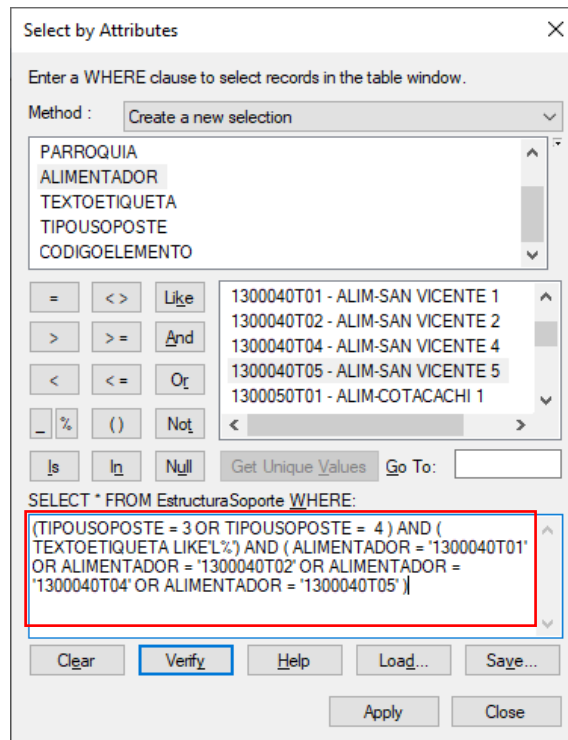 Select by Attributes
Enter a WHERE clause to select records in the table window.
Method : Create a new selection
PARROQUIA
ALIMENTADOR
TEXTOETIQUETA
TIPOUSOPOSTE
CODIGOELEMENTO
= < > Like
> > = And
< < = Or
_ % () Not
Is In Null
1300040T01 - ALIM-SAN VICENTE 1
1300040T02 - ALIM-SAN VICENTE 2
1300040T04 - ALIM-SAN VICENTE 4
1300040T05 - ALIM-SAN VICENTE 5
1300050T01 - ALIM-COTACACHI 1
Get Unique Values Go To:
SELECT * FROM EstructuraSoporte WHERE:
(TIPOUSOPOSTE = 3 OR TIPOUSOPOSTE = 4 ) AND (
TEXTOETIQUETA LIKE'L%') AND ( ALIMENTADOR = '1300040T01'
OR ALIMENTADOR = '1300040T02' OR ALIMENTADOR =
'1300040T04' OR ALIMENTADOR = '1300040T05' )
Clear Verify Help Load... Save...
Apply Close